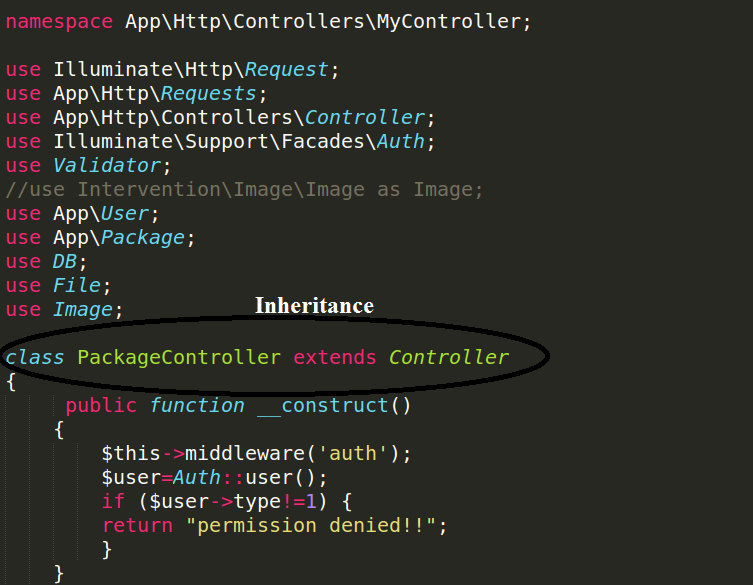 namespace App\Http\Controllers\MyController;
use Illuminate\Http\Request;
use App\Http\Requests;
use App\Http\Controllers\Controller;
use Illuminate\Support\Facades\Auth;
use Validator;
//use Intervention\Image\Image as Image;
use App\User;
use App\Package;
use DB;
use File;
use Image;
Inheritance
class PackageController extends Controller
{
public function __construct()
{
$this->middleware('auth');
$user=Auth::user();
if ($user->type!=1) {
return "permission denied!!";
}
}